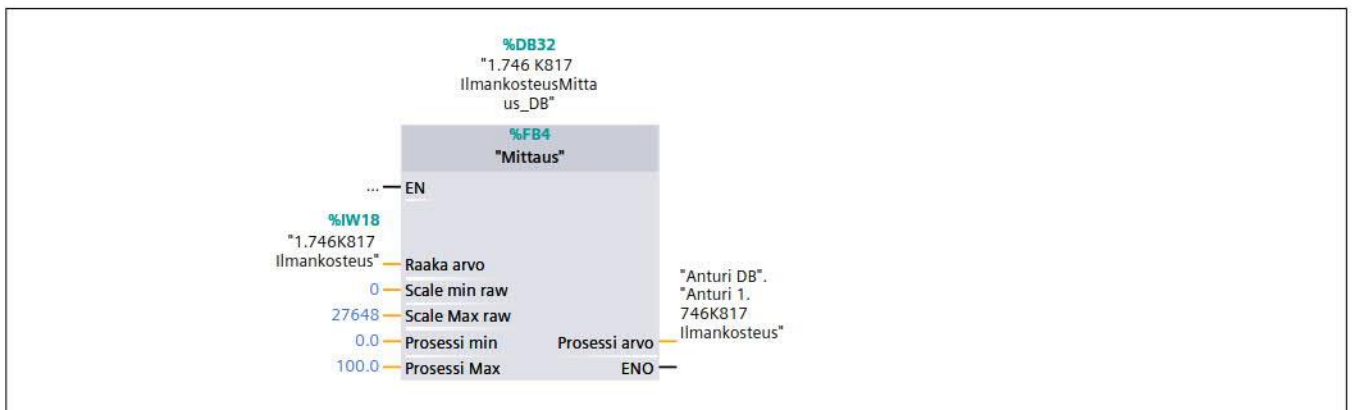 %DB32
"1.746 K817
IlmankosteusMitta
us_DB"
%FB4
"Mittaus"
... EN
%IW18
"1.746K817
Ilmankosteus" Raaka arvo
0 Scale min raw
27648 Scale Max raw
0.0 Prosessi min
100.0 Prosessi Max
Prosessi arvo
ENO
"Anturi DB".
"Anturi 1.
746K817
Ilmankosteus"